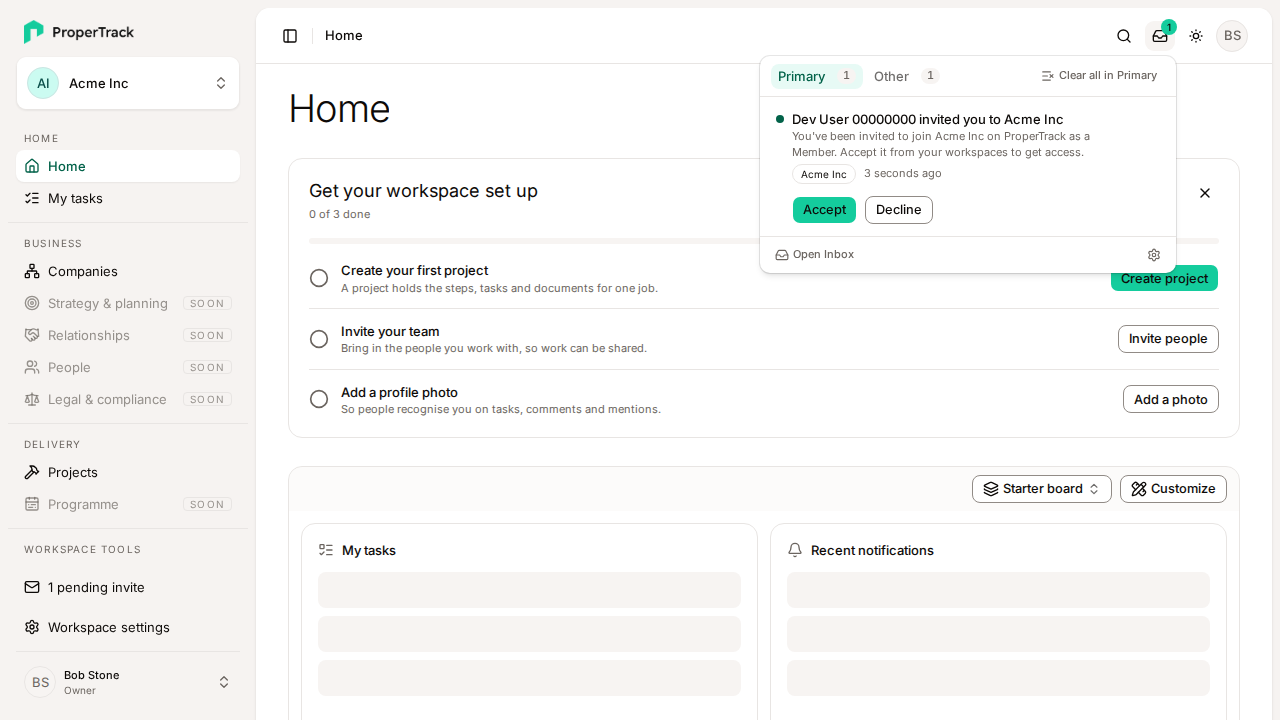 ProperTrack
AI
Acme Inc
HOME
Home
My tasks
BUSINESS
Companies
Strategy & planning SOON
Relationships SOON
People SOON
Legal & compliance SOON
DELIVERY
Projects
Programme SOON
WORKSPACE TOOLS
1 pending invite
Workspace settings
BS
Bob Stone
Owner
Home
1
BS
Home
Primary 1 Other 1 Clear all in Primary
Dev User 00000000 invited you to Acme Inc
You've been invited to join Acme Inc on ProperTrack as a
Member. Accept it from your workspaces to get access.
Acme Inc 3 seconds ago
Accept Decline
Open Inbox
Get your workspace set up
0 of 3 done
Create your first project
A project holds the steps, tasks and documents for one job.
Create project
Invite your team
Bring in the people you work with, so work can be shared.
Invite people
Add a profile photo
So people recognise you on tasks, comments and mentions.
Add a photo
Starter board Customize
My tasks
Recent notifications